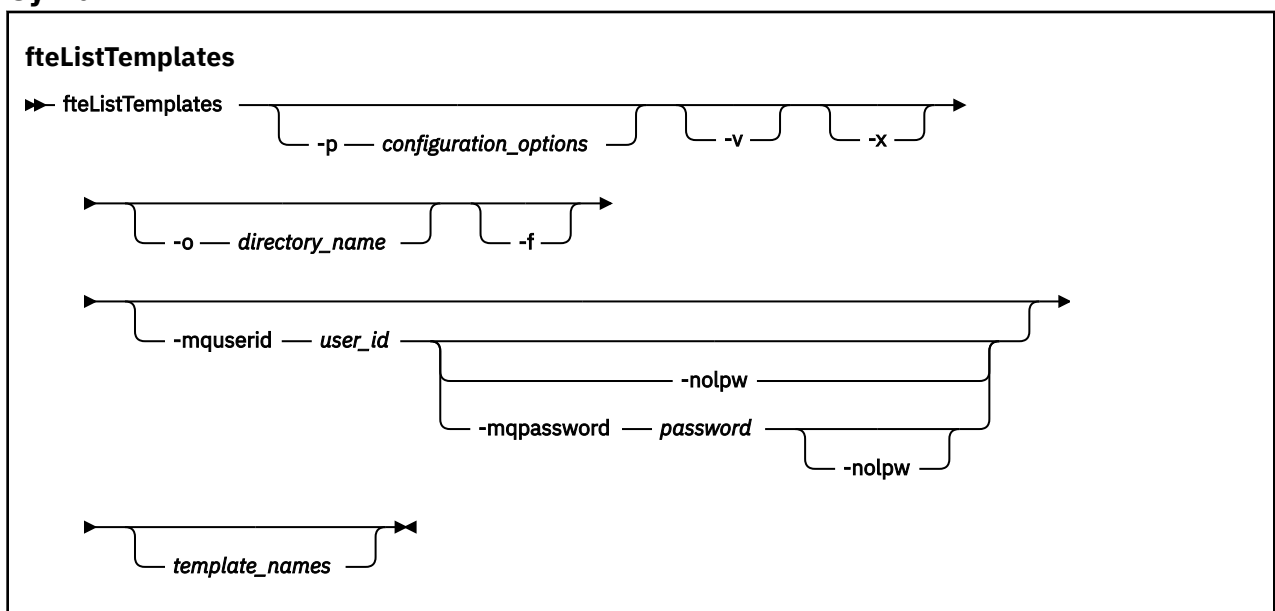 fteListTemplates
fteListTemplates
-p configuration_options -v -x
-o directory_name -f
-mquserid user_id
-nolpw
-mqpassword password
-nolpw
template_names